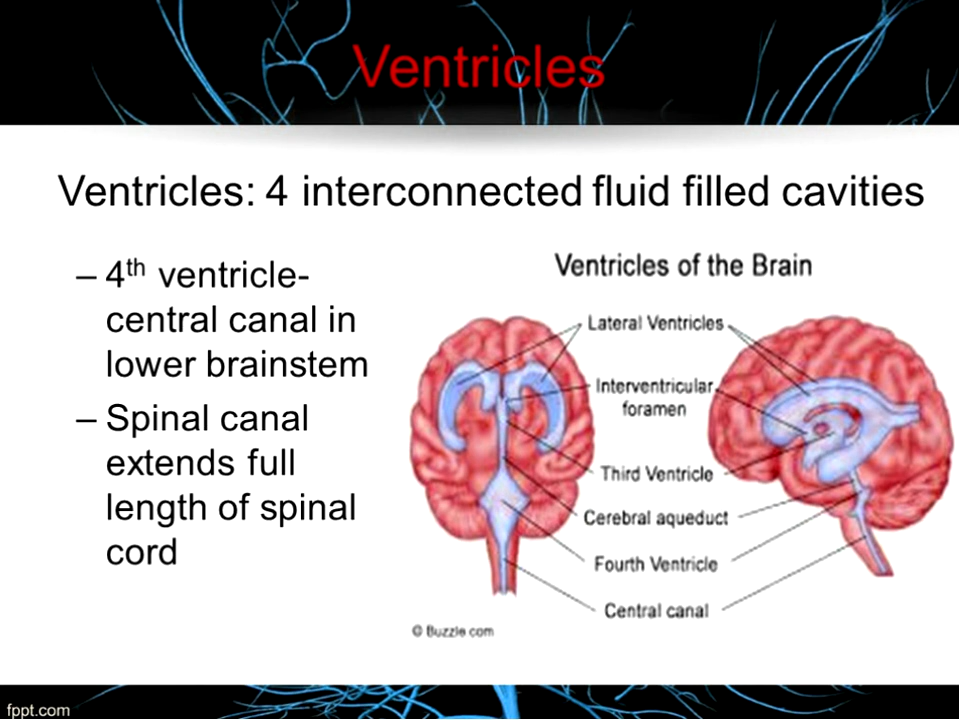 Ventricles
Ventricles: 4 interconnected fluid filled cavities
– 4th ventricle-
central canal in
lower brainstem
– Spinal canal
extends full
length of spinal
cord
Ventricles of the Brain
Lateral Ventricles
Interventricular
foramen
Third Ventricle
Cerebral aqueduct
Fourth Ventricle
Central canal
© Buzzle com
fppt.com